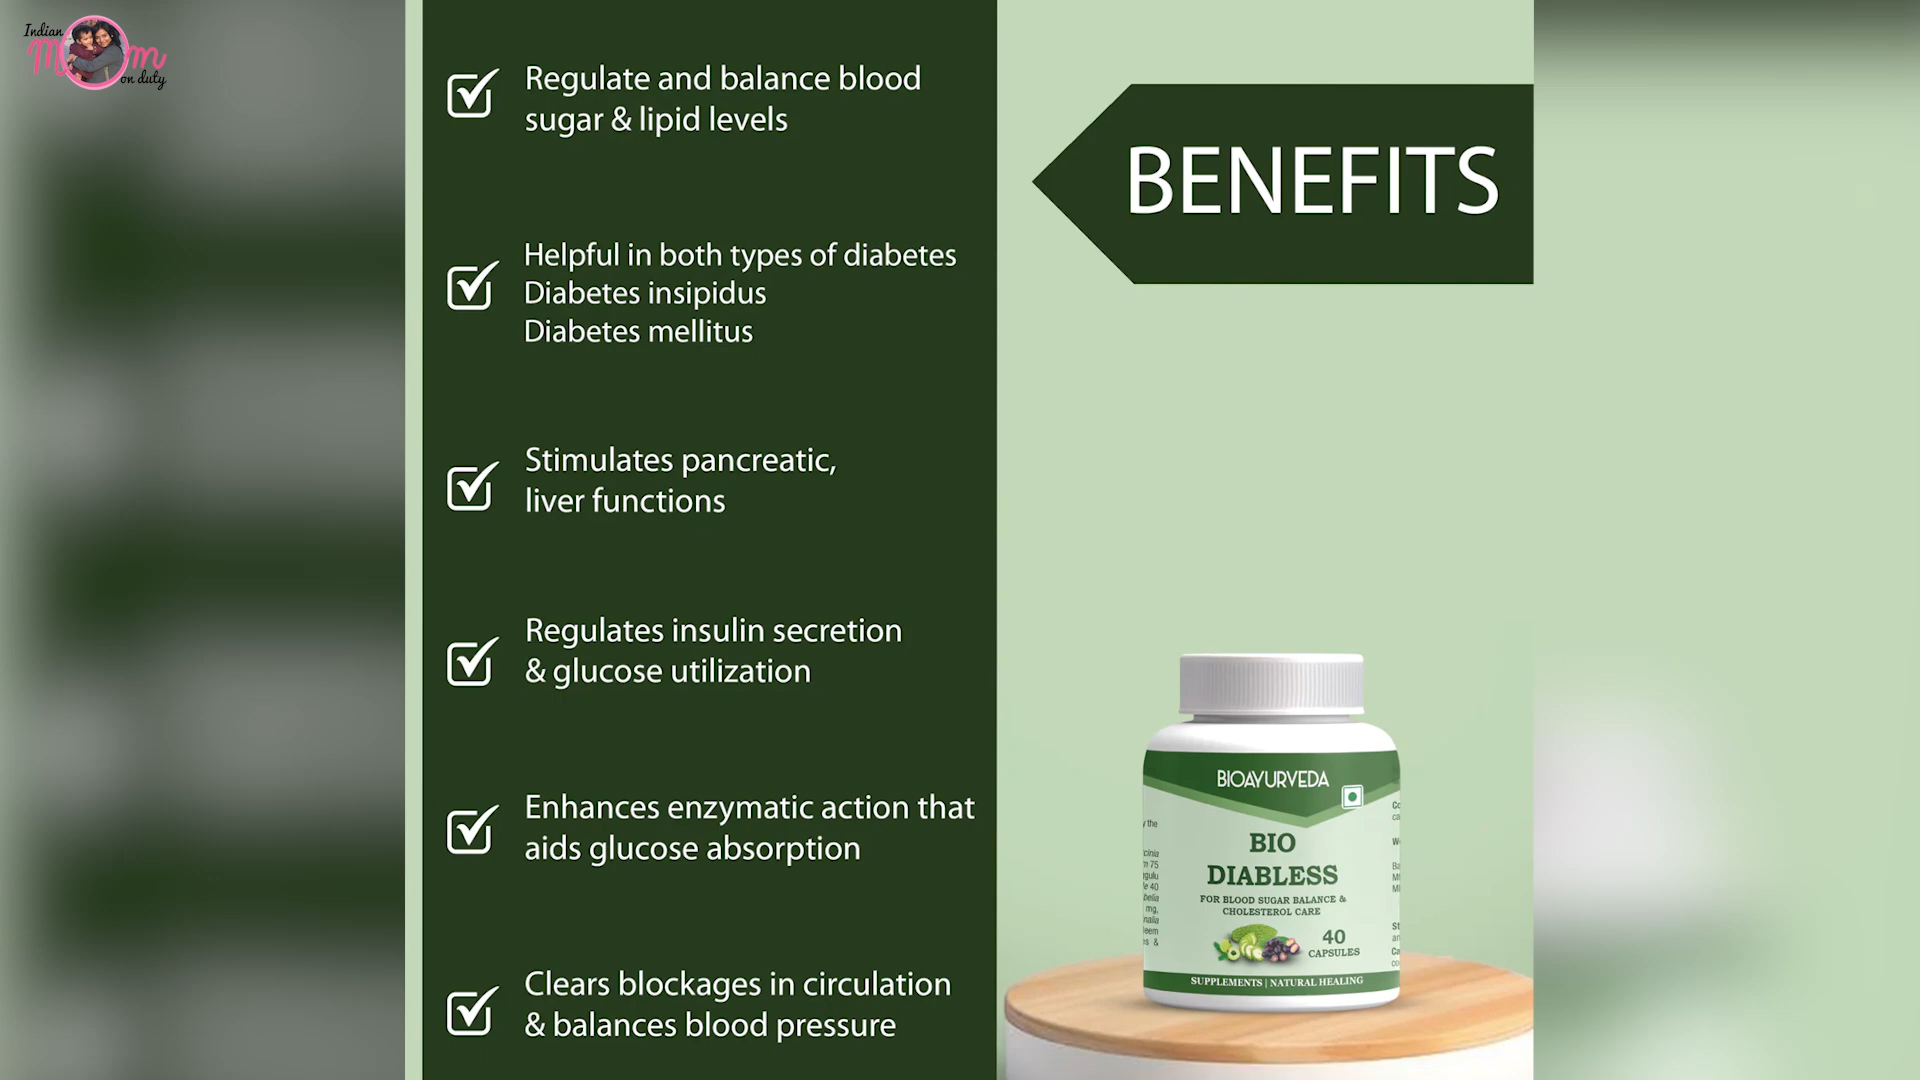 Indian
Mom
on duty
Regulate and balance blood
sugar & lipid levels
BENEFITS
Helpful in both types of diabetes
Diabetes insipidus
Diabetes mellitus
Stimulates pancreatic,
liver functions
Regulates insulin secretion
& glucose utilization
Enhances enzymatic action that
aids glucose absorption
Clears blockages in circulation
& balances blood pressure
BIOAYURVEDA
BIO
DIABLESS
FOR BLOOD SUGAR BALANCE &
CHOLESTEROL CARE
40
CAPSULES
SUPPLEMENTS | NATURAL HEALING